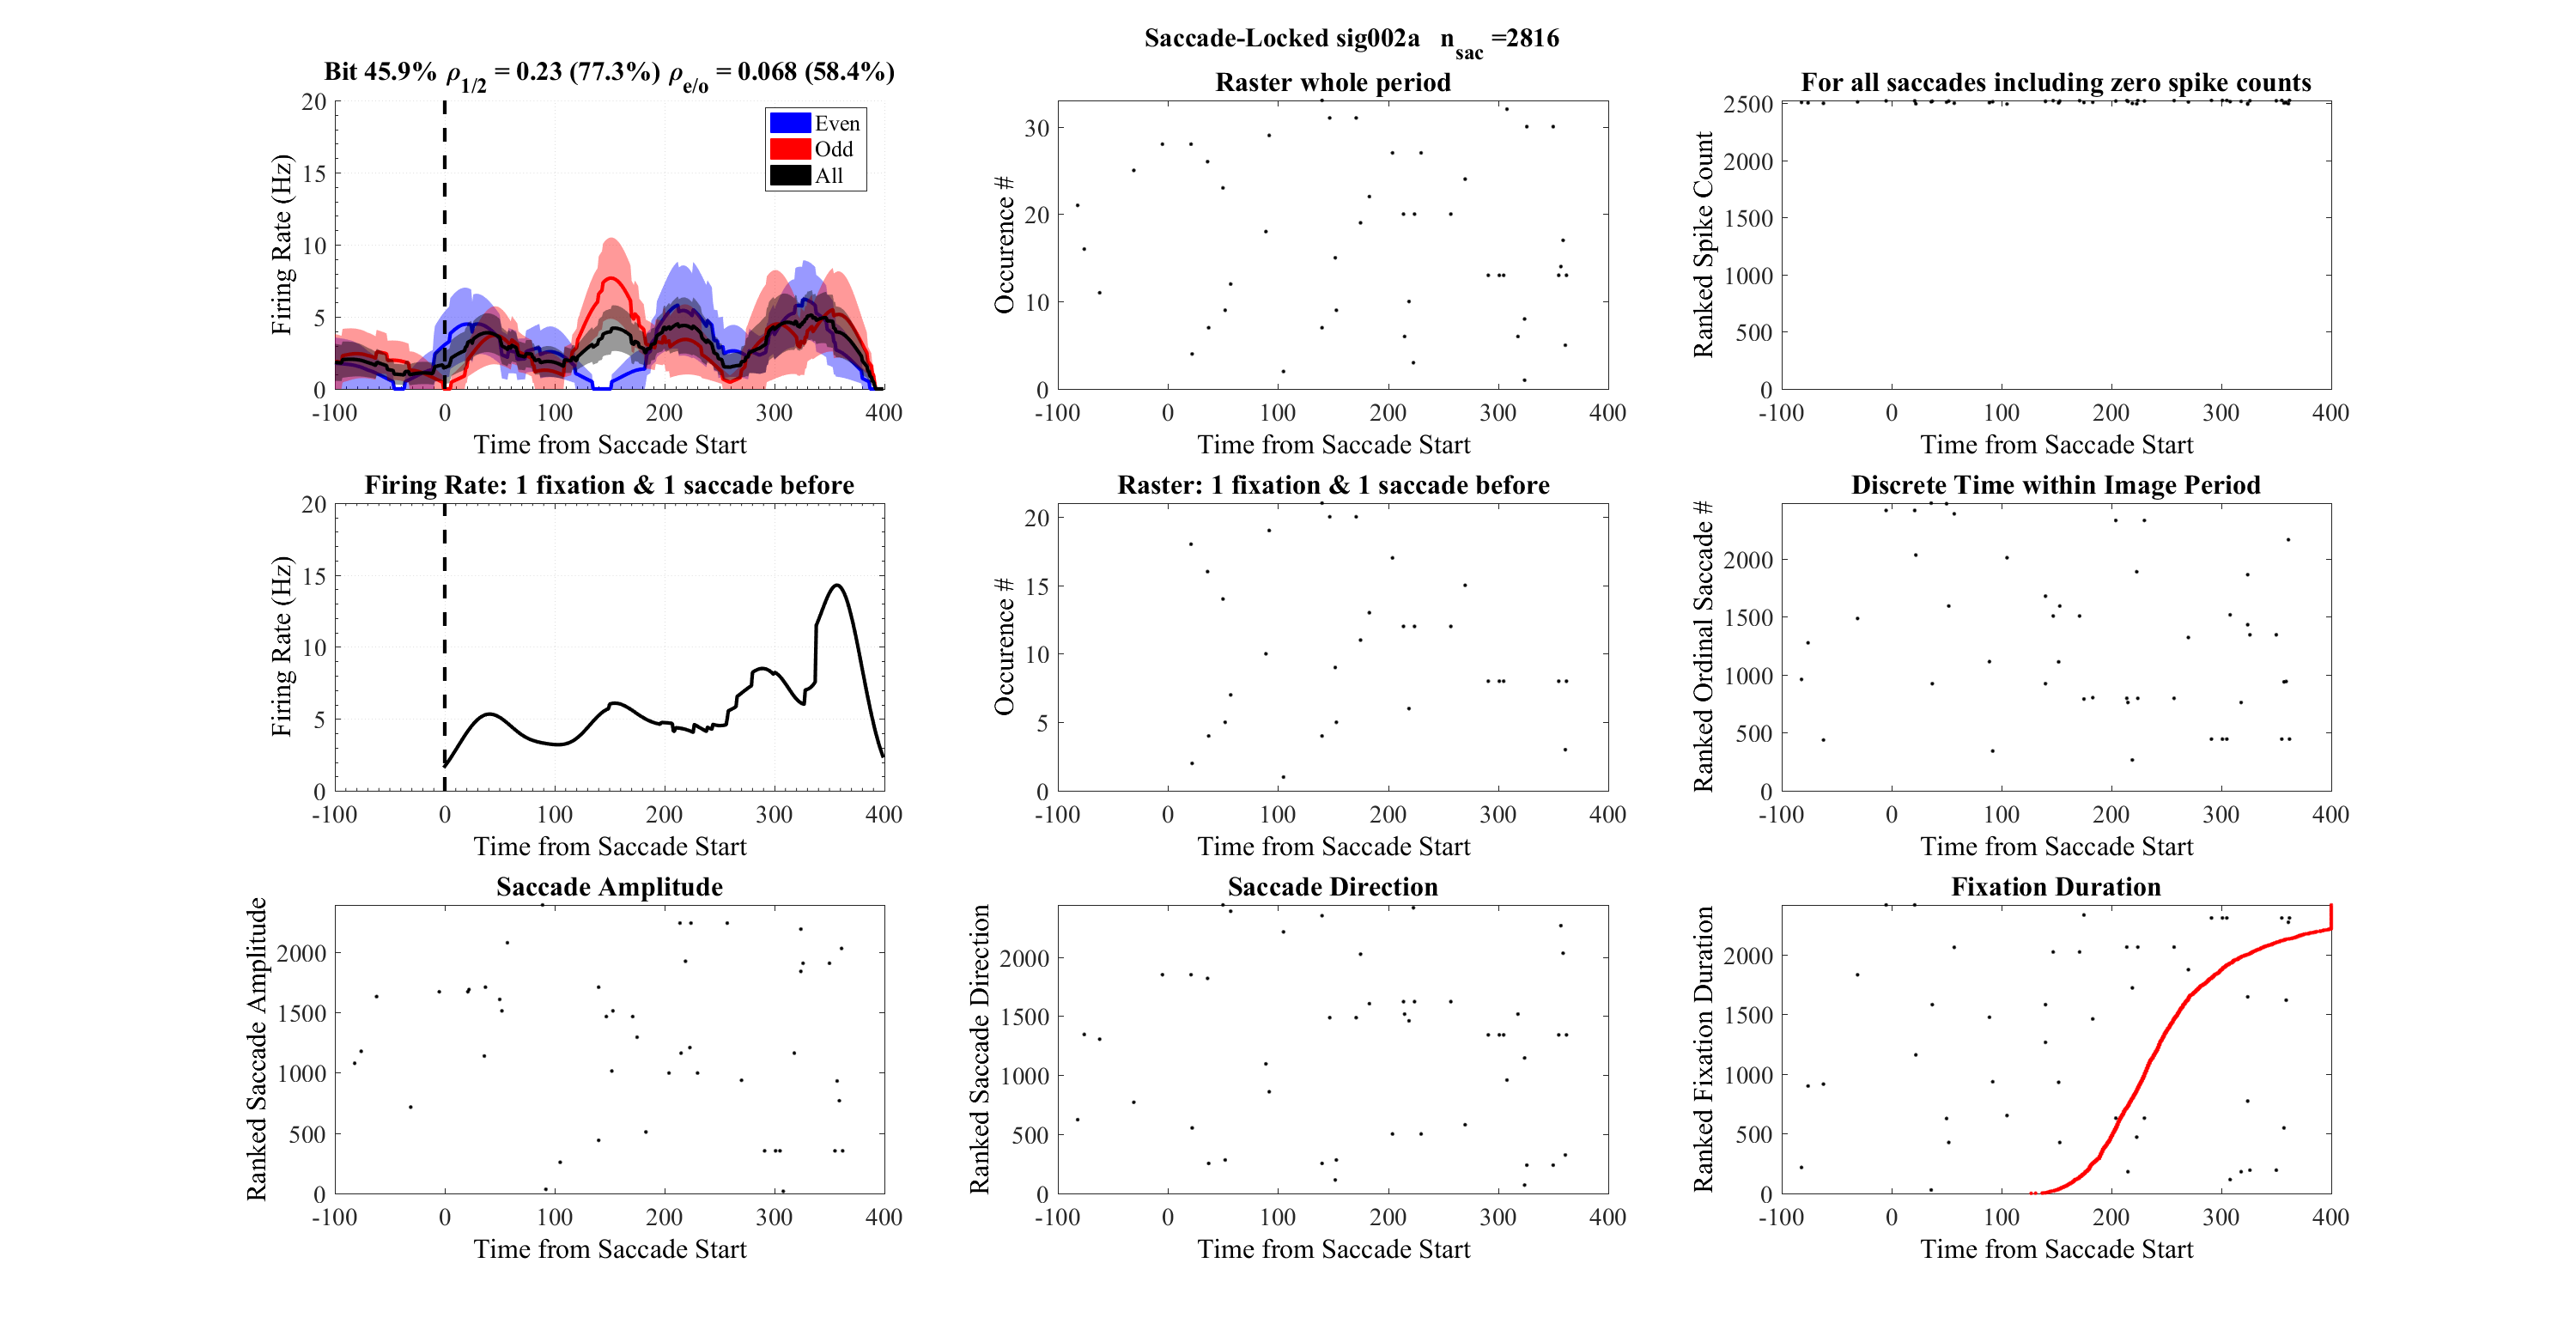 Saccade-Locked sig002a n_sac =2816
Bit 45.9% ρ_1/2 = 0.23 (77.3%) ρ_e/o = 0.068 (58.4%)
20
15
10
5
0
-100 0 100 200 300 400
Firing Rate (Hz)
Time from Saccade Start
Even
Odd
All
Raster whole period
30
20
10
0
-100 0 100 200 300 400
Occurence #
Time from Saccade Start
For all saccades including zero spike counts
2500
2000
1500
1000
500
0
-100 0 100 200 300 400
Ranked Spike Count
Time from Saccade Start
Firing Rate: 1 fixation & 1 saccade before
20
15
10
5
0
-100 0 100 200 300 400
Firing Rate (Hz)
Time from Saccade Start
Raster: 1 fixation & 1 saccade before
20
15
10
5
0
-100 0 100 200 300 400
Occurence #
Time from Saccade Start
Discrete Time within Image Period
2000
1500
1000
500
0
-100 0 100 200 300 400
Ranked Ordinal Saccade #
Time from Saccade Start
Saccade Amplitude
2000
1500
1000
500
0
-100 0 100 200 300 400
Ranked Saccade Amplitude
Time from Saccade Start
Saccade Direction
2000
1500
1000
500
0
-100 0 100 200 300 400
Ranked Saccade Direction
Time from Saccade Start
Fixation Duration
2000
1500
1000
500
0
-100 0 100 200 300 400
Ranked Fixation Duration
Time from Saccade Start